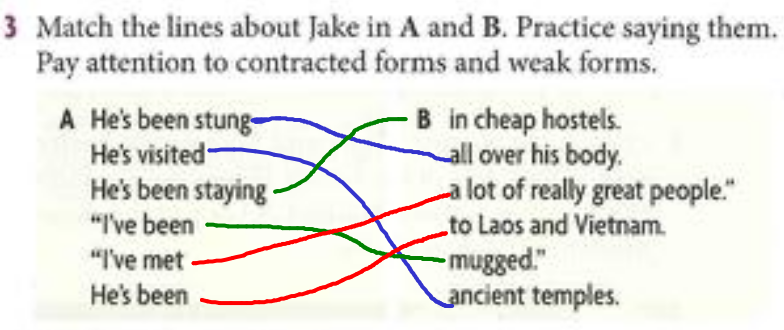 3 Match the lines about Jake in A and B. Practice saying them.
Pay attention to contracted forms and weak forms.
A He's been stung B in cheap hostels.
He's visited all over his body.
He's been staying a lot of really great people."
"I've been to Laos and Vietnam.
"I've met mugged."
He's been ancient temples.